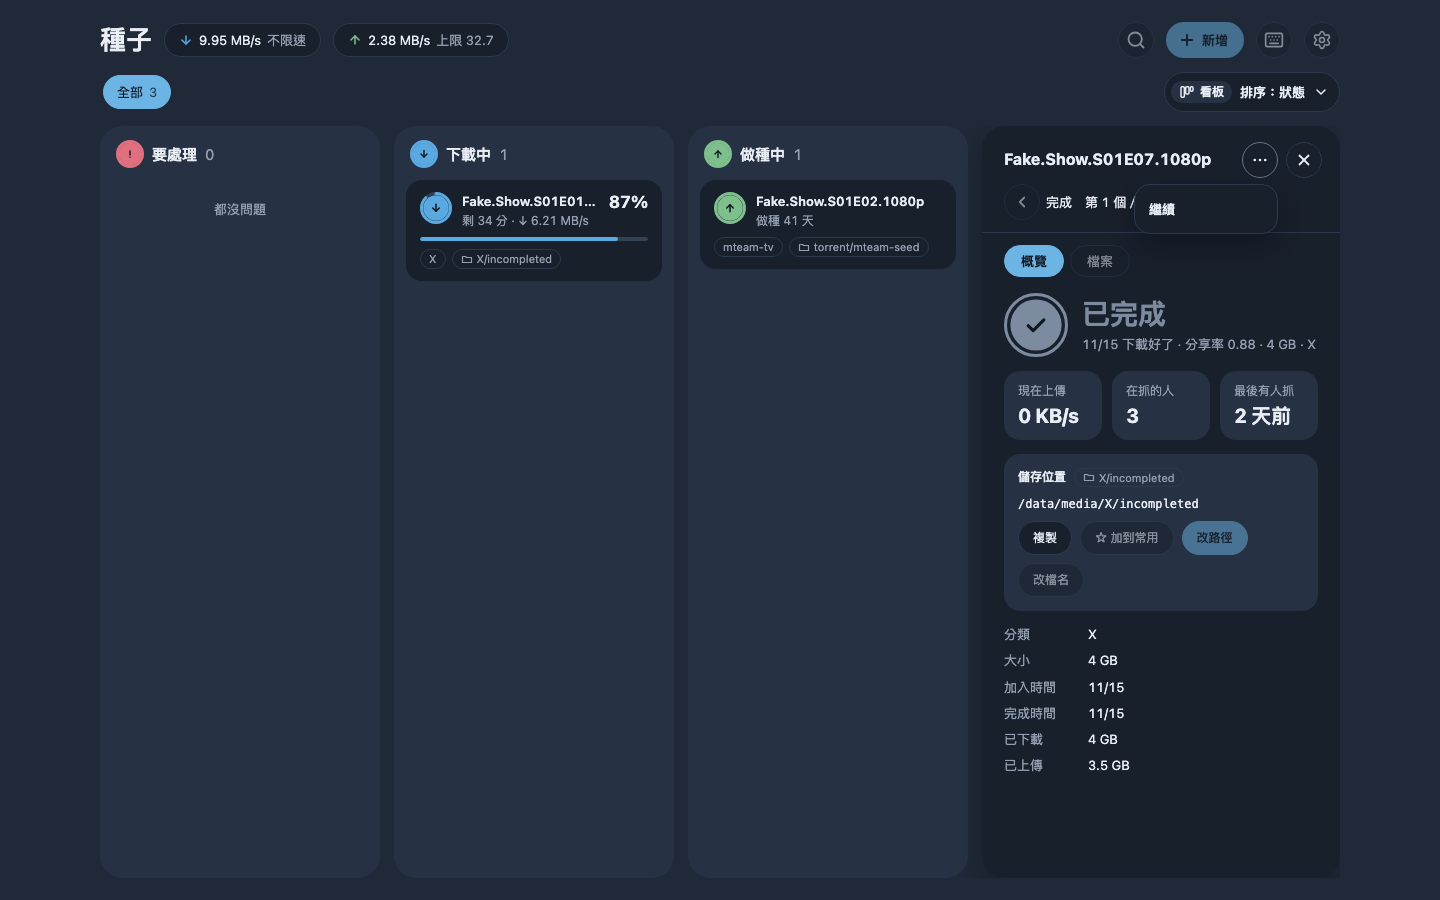 種子
9.95 MB/s 不限速
2.38 MB/s 上限 32.7
新增
全部 3
看板
排序：狀態
要處理 0
都沒問題
下載中 1
Fake.Show.S01E01... 87%
剩 34 分 · ↓ 6.21 MB/s
X
X/incompleted
做種中 1
Fake.Show.S01E02.1080p
做種 41 天
mteam-tv
torrent/mteam-seed
Fake.Show.S01E07.1080p
完成 第 1 個 /
繼續
概覽
檔案
已完成
11/15 下載好了 · 分享率 0.88 · 4 GB · X
現在上傳
0 KB/s
在抓的人
3
最後有人抓
2 天前
儲存位置
X/incompleted
/data/media/X/incompleted
複製
☆ 加到常用
改路徑
改檔名
分類 X
大小 4 GB
加入時間 11/15
完成時間 11/15
已下載 4 GB
已上傳 3.5 GB